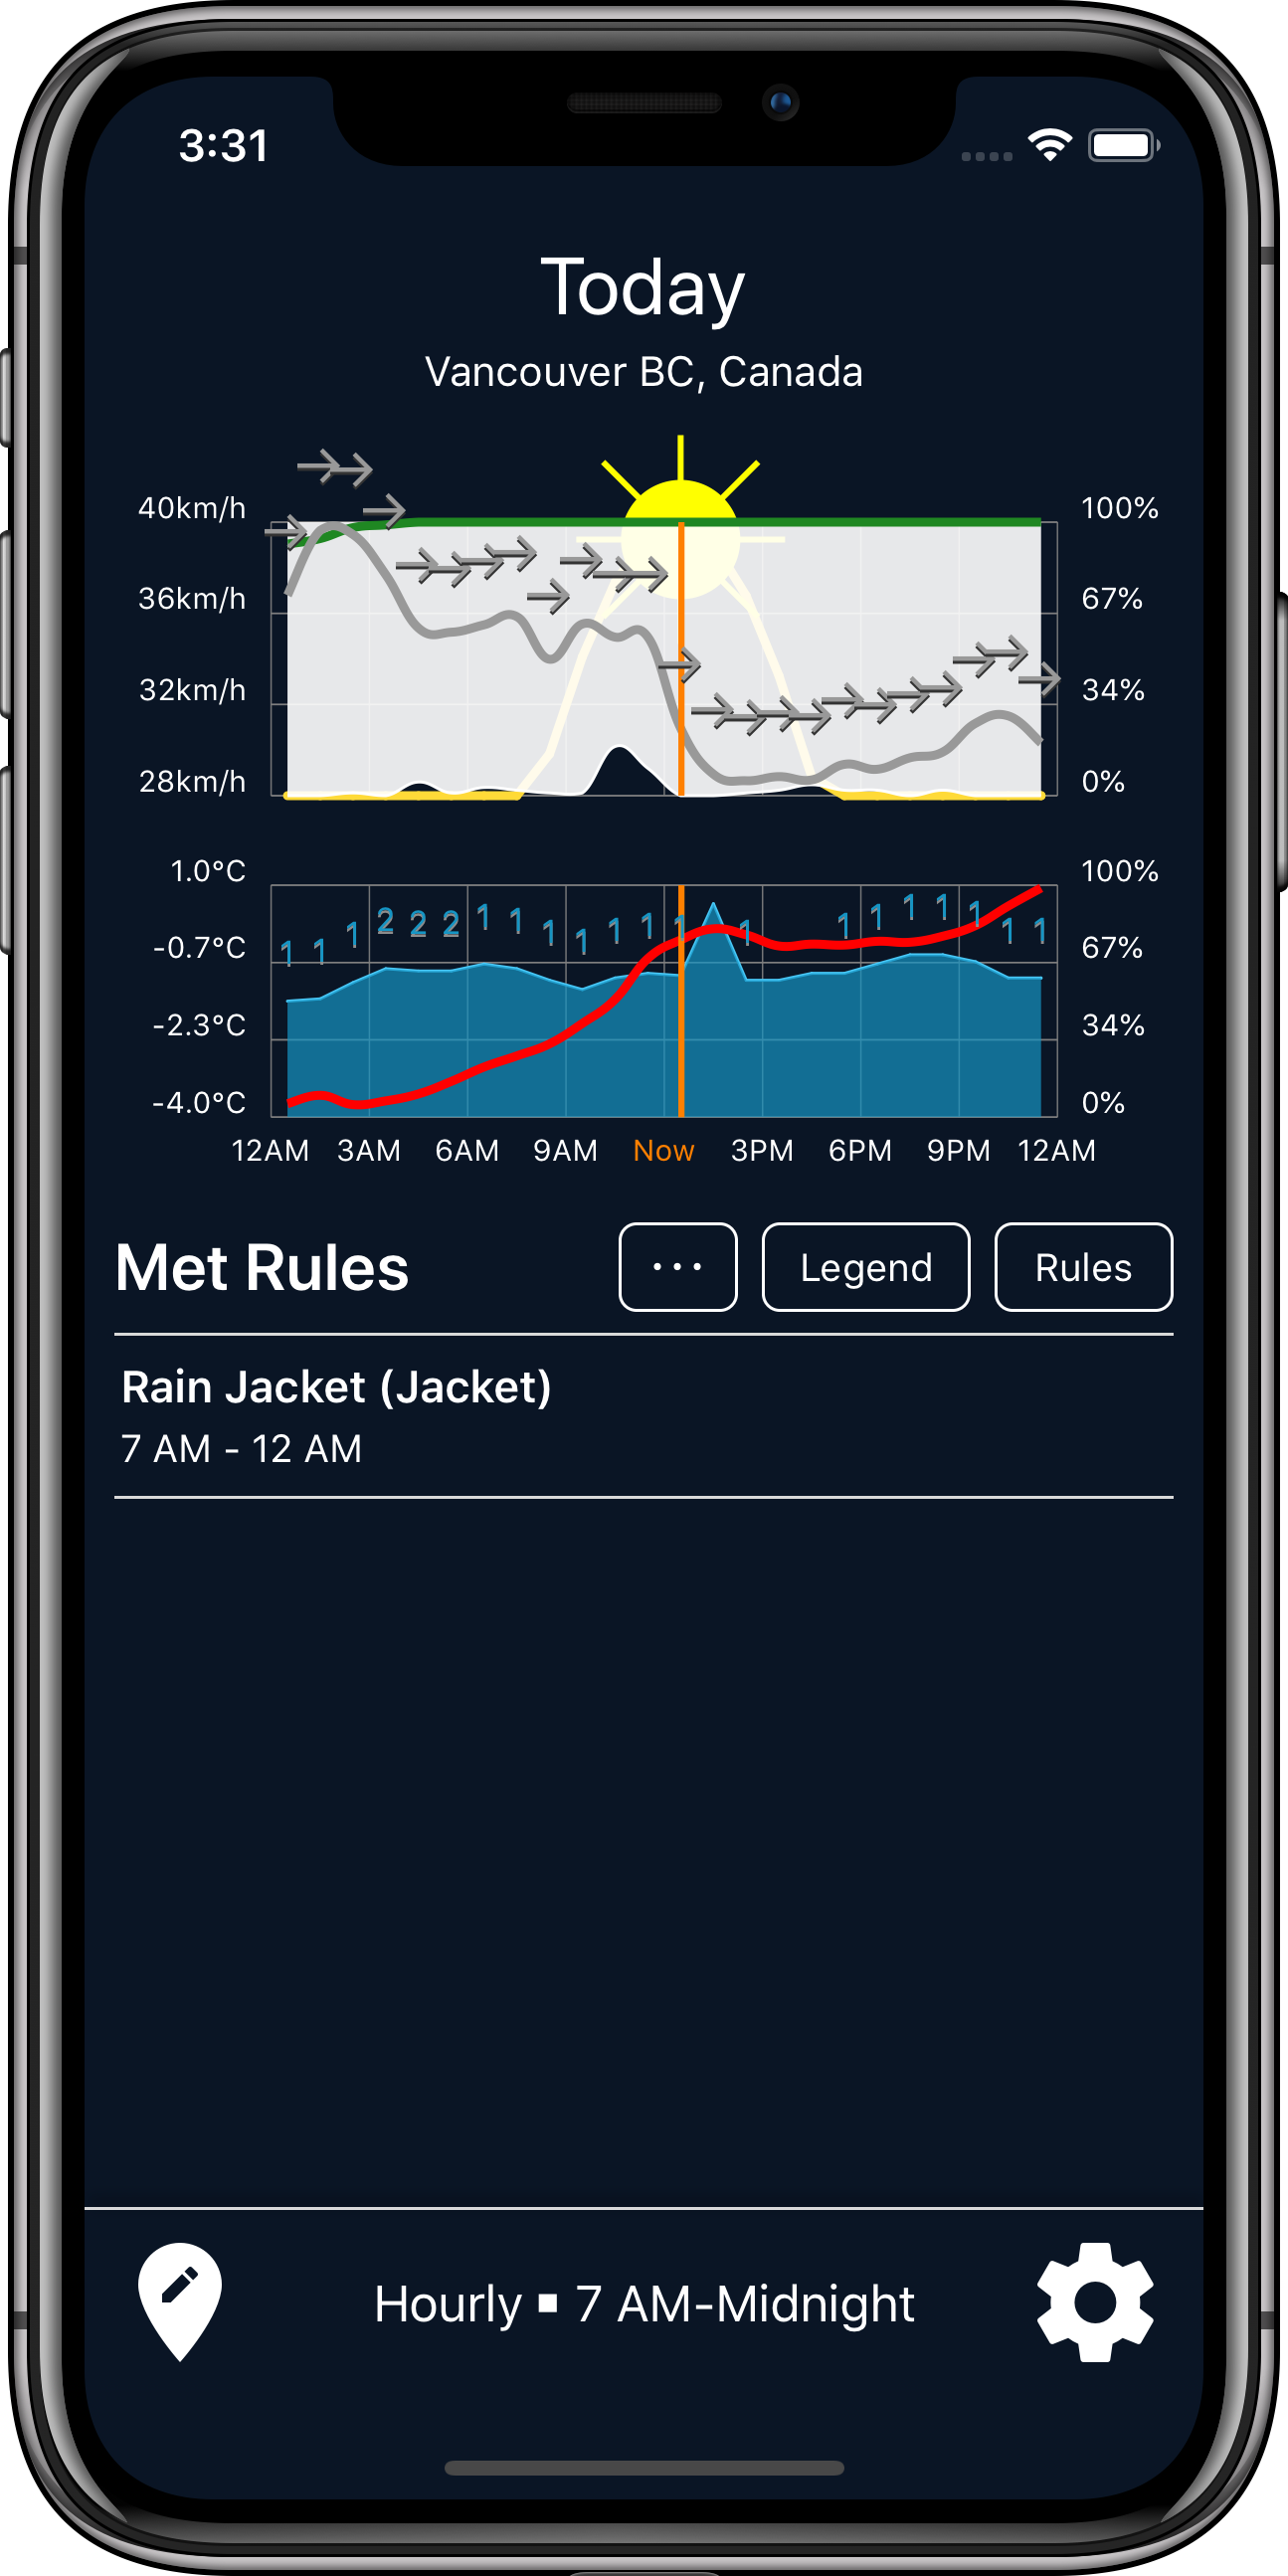 3:31
Today
Vancouver BC, Canada
40km/h 100%
36km/h 67%
32km/h 34%
28km/h 0%
1.0°C 100%
1 1 1 2 2 2 1 1 1 1 1 1 1 1 1 1 1 1 1 1 1
-0.7°C 67%
-2.3°C 34%
-4.0°C 0%
12AM 3AM 6AM 9AM Now 3PM 6PM 9PM 12AM
Met Rules ... Legend Rules
Rain Jacket (Jacket)
7 AM - 12 AM
Hourly ▪ 7 AM-Midnight